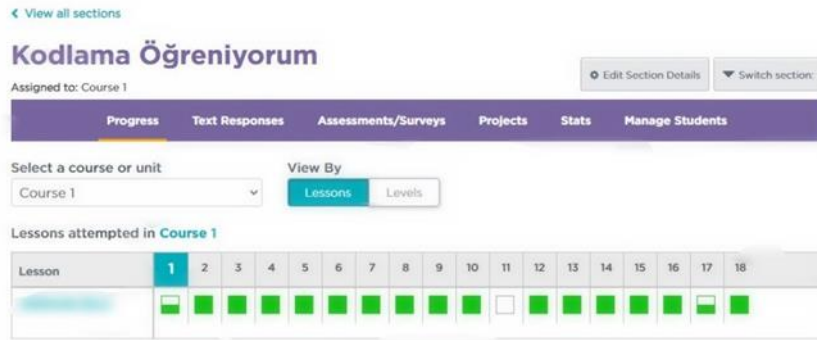 View all sections
Kodlama Öğreniyorum
Assigned to: Course 1
Edit Section Details
Switch section:
Progress Text Responses Assessments/Surveys Projects Stats Manage Students
Select a course or unit
View By
Course 1
Lessons Levels
Lessons attempted in Course 1
Lesson 1 2 3 4 5 6 7 8 9 10 11 12 13 14 15 16 17 18